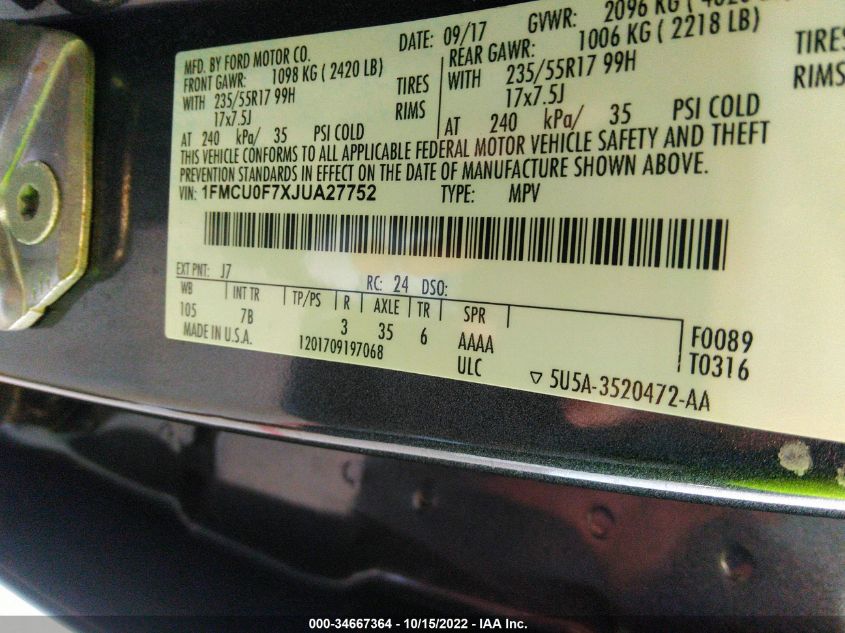 MFD. BY FORD MOTOR CO.
DATE: 09/17
GVWR: 2096 KG (
FRONT GAWR: 1098 KG ( 2420 LB)
REAR GAWR: 1006 KG ( 2218 LB)
WITH 235/55R17 99H TIRES
17x7.5J RIMS
WITH 235/55R17 99H TIRES
17x7.5J RIMS
AT 240 kPa/ 35 PSI COLD
AT 240 kPa/ 35 PSI COLD
THIS VEHICLE CONFORMS TO ALL APPLICABLE FEDERAL MOTOR VEHICLE SAFETY AND THEFT
PREVENTION STANDARDS IN EFFECT ON THE DATE OF MANUFACTURE SHOWN ABOVE.
VIN: 1FMCU0F7XJUA27752 TYPE: MPV
EXT PNT: J7 RC: 24 DSO:
WB INT TR TP/PS R AXLE TR SPR
105 7B 3 35 6 AAAA
MADE IN U.S.A. 1201709197068 ULC
F0089
T0316
▽ 5U5A-3520472-AA
000-34667364 - 10/15/2022 - IAA Inc.